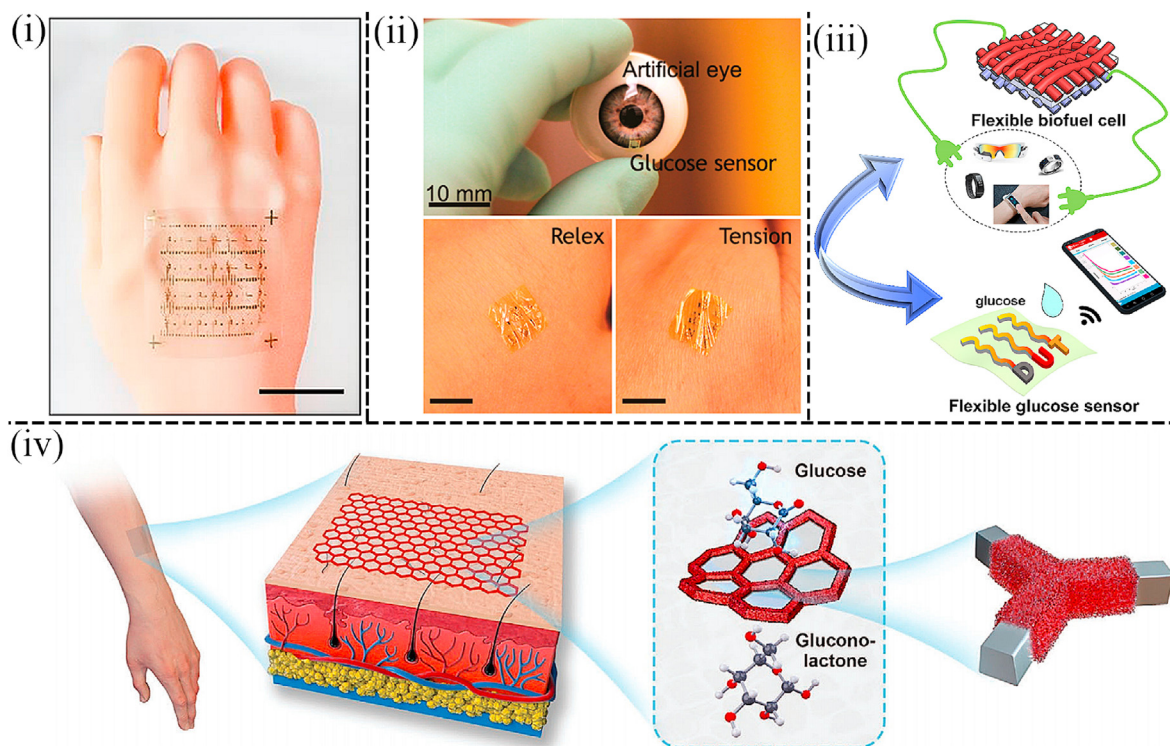 (i)
(ii)
Artificial eye
Glucose sensor
10 mm
Relex
Tension
(iii)
Flexible biofuel cell
glucose
DUT
Flexible glucose sensor
(iv)
Glucose
Glucono-
lactone